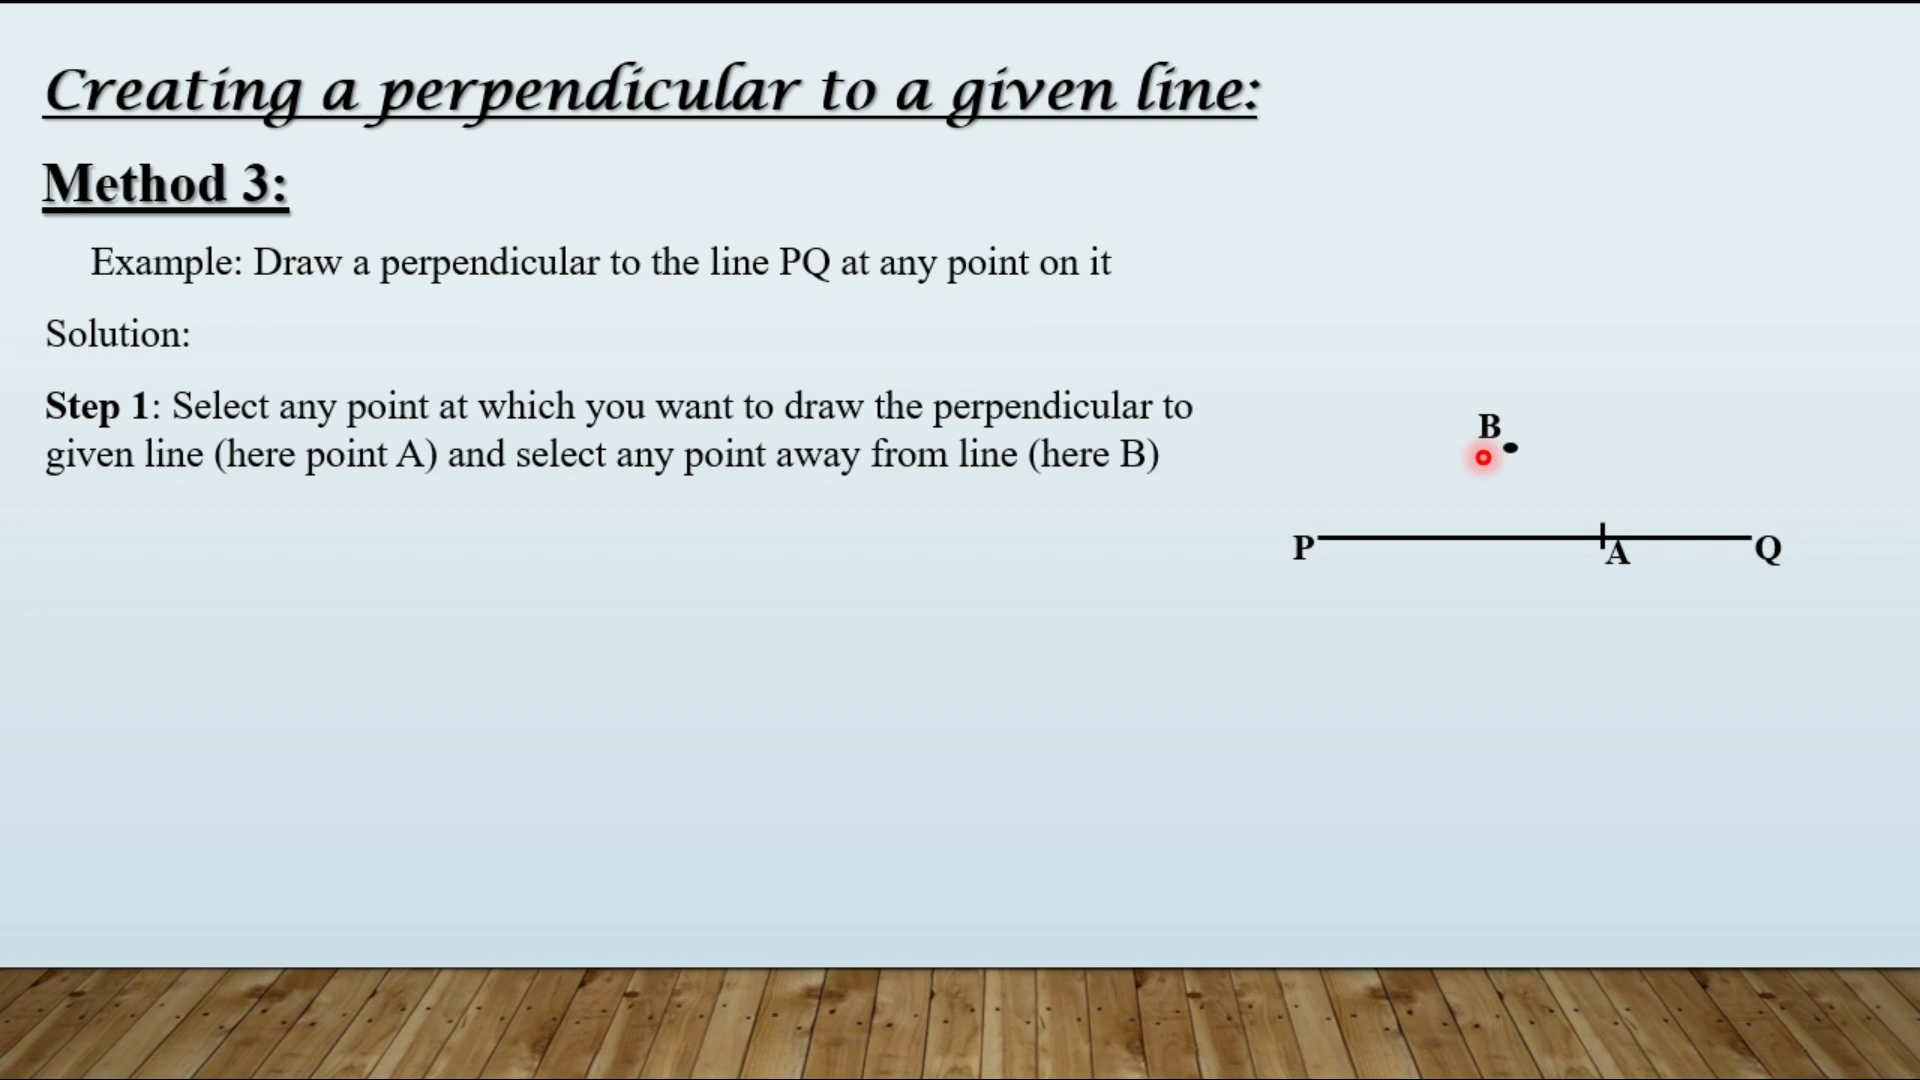 Creating a perpendicular to a given line:
Method 3:
Example: Draw a perpendicular to the line PQ at any point on it
Solution:
Step 1: Select any point at which you want to draw the perpendicular to
given line (here point A) and select any point away from line (here B)
B
P
A
Q